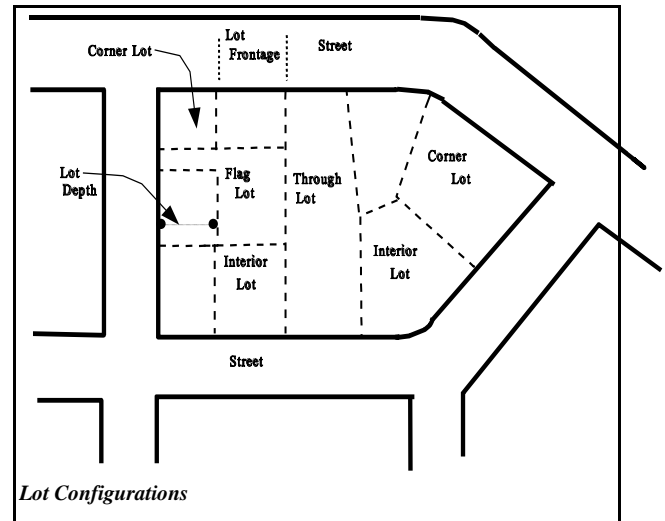 Lot
Frontage
Street
Corner Lot
Corner
Lot
Lot
Depth
Flag
Lot
Through
Lot
Interior
Lot
Interior
Lot
Street
Lot Configurations